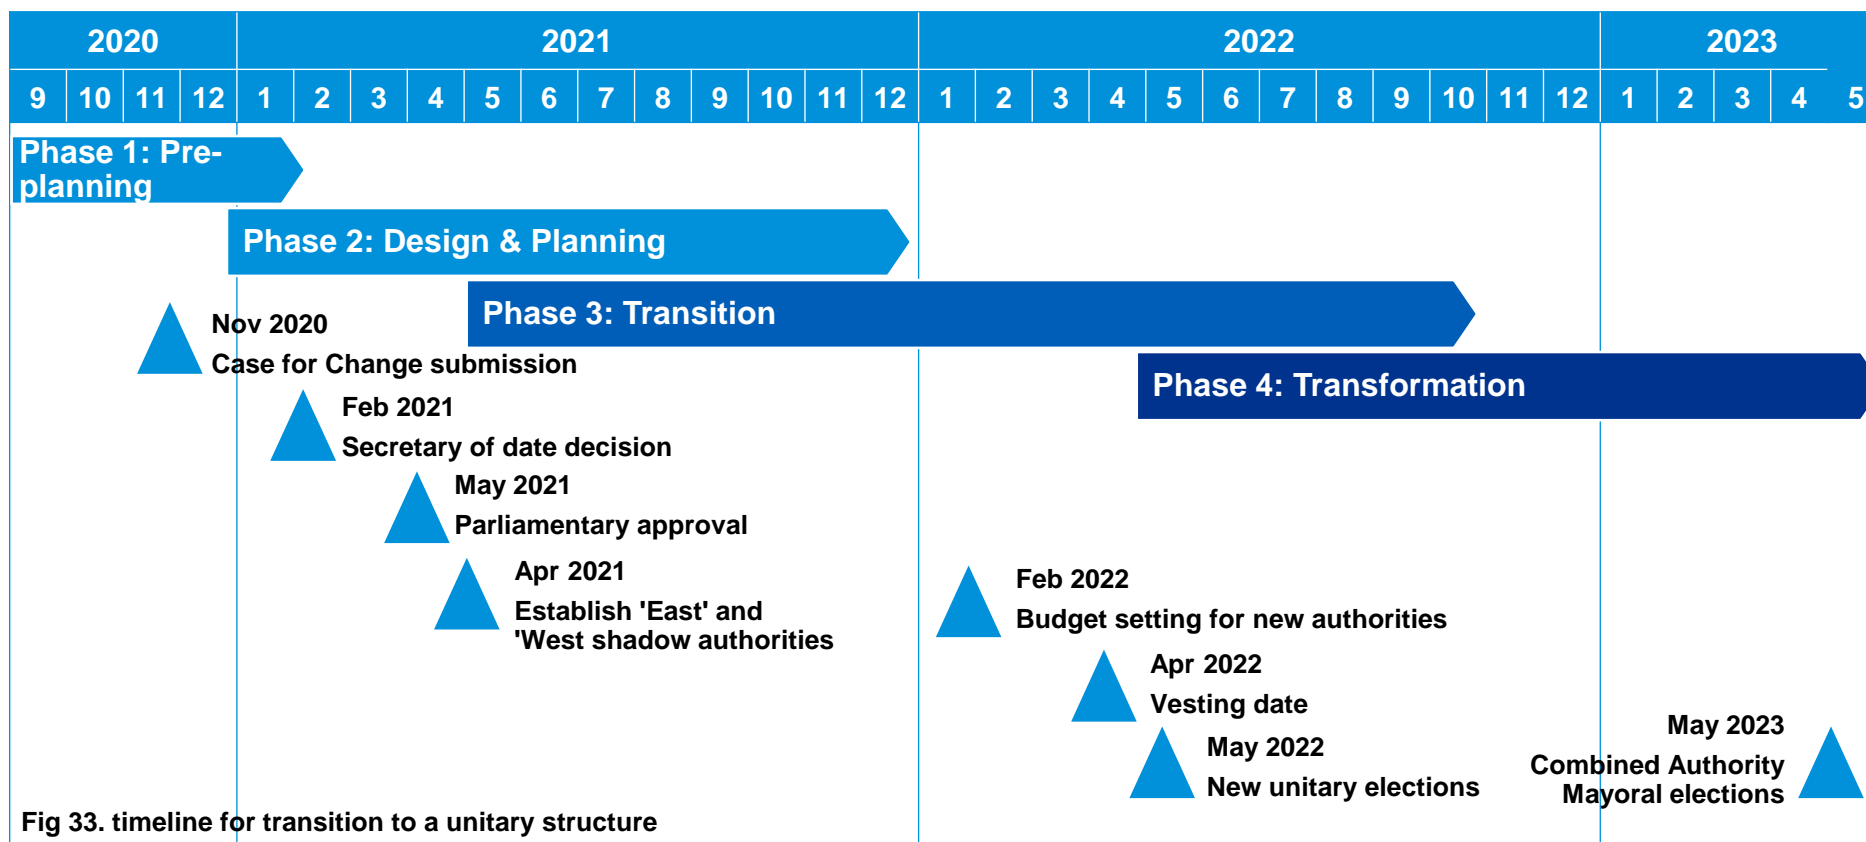 2020 2021 2022 2023
9 10 11 12 1 2 3 4 5 6 7 8 9 10 11 12 1 2 3 4 5 6 7 8 9 10 11 12 1 2 3 4 5
Phase 1: Pre-
planning
Phase 2: Design & Planning
Phase 3: Transition
Phase 4: Transformation
Nov 2020
Case for Change submission
Feb 2021
Secretary of date decision
May 2021
Parliamentary approval
Apr 2021
Establish 'East' and
'West shadow authorities
Feb 2022
Budget setting for new authorities
Apr 2022
Vesting date
May 2022
New unitary elections
May 2023
Combined Authority
Mayoral elections
Fig 33. timeline for transition to a unitary structure